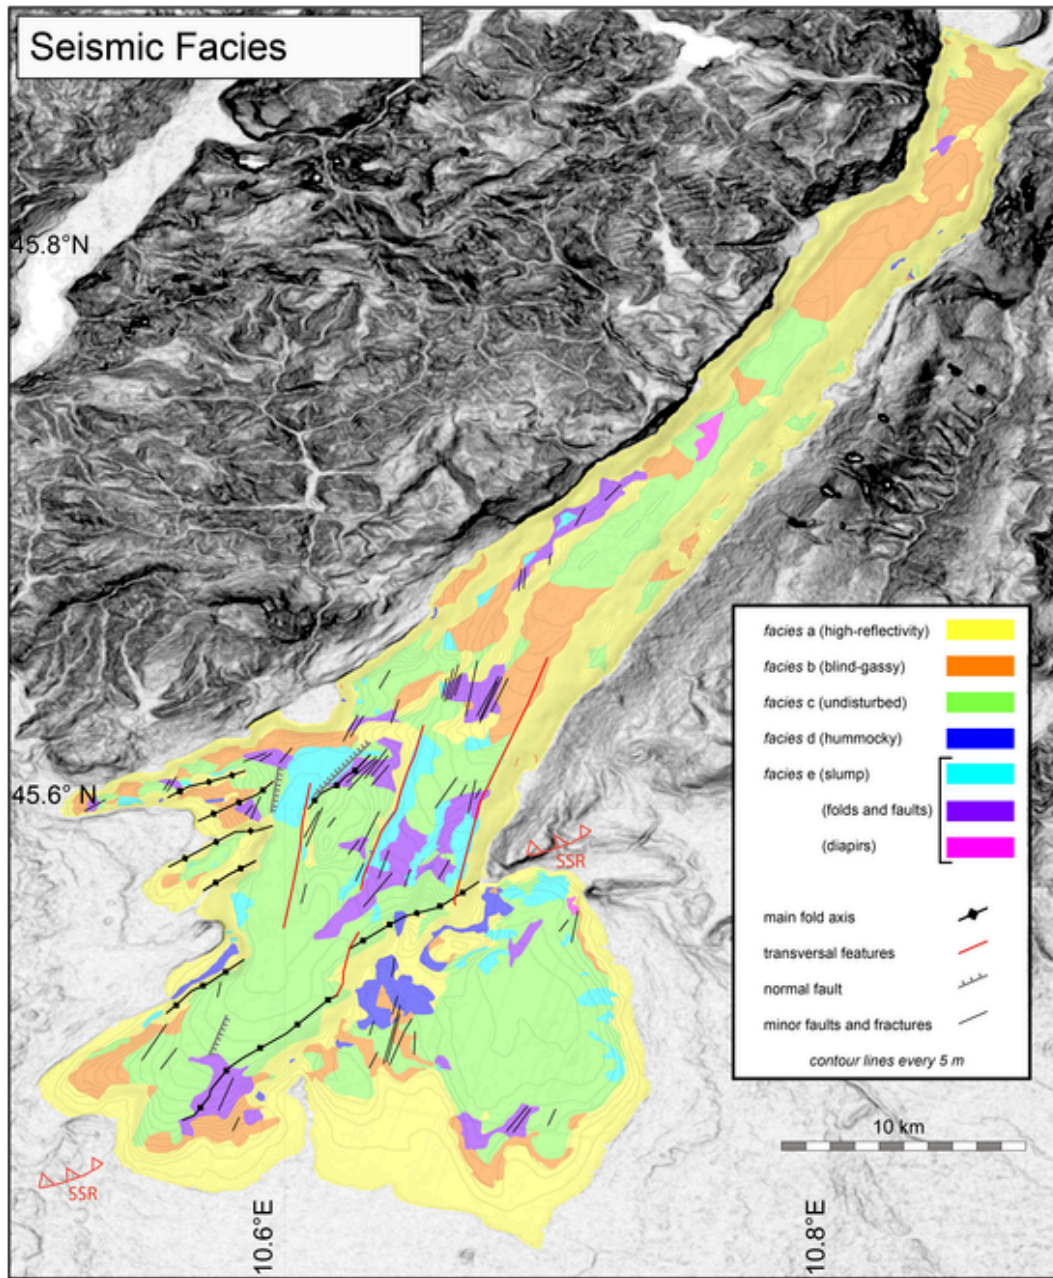 Seismic Facies
45.8°N
facies a (high-reflectivity)
facies b (blind-gassy)
facies c (undisturbed)
facies d (hummocky)
facies e (slump)
(folds and faults)
(diapirs)
main fold axis
transversal features
normal fault
minor faults and fractures
contour lines every 5 m
45.6° N
SSR
10 km
SSR
10.6°E
10.8°E